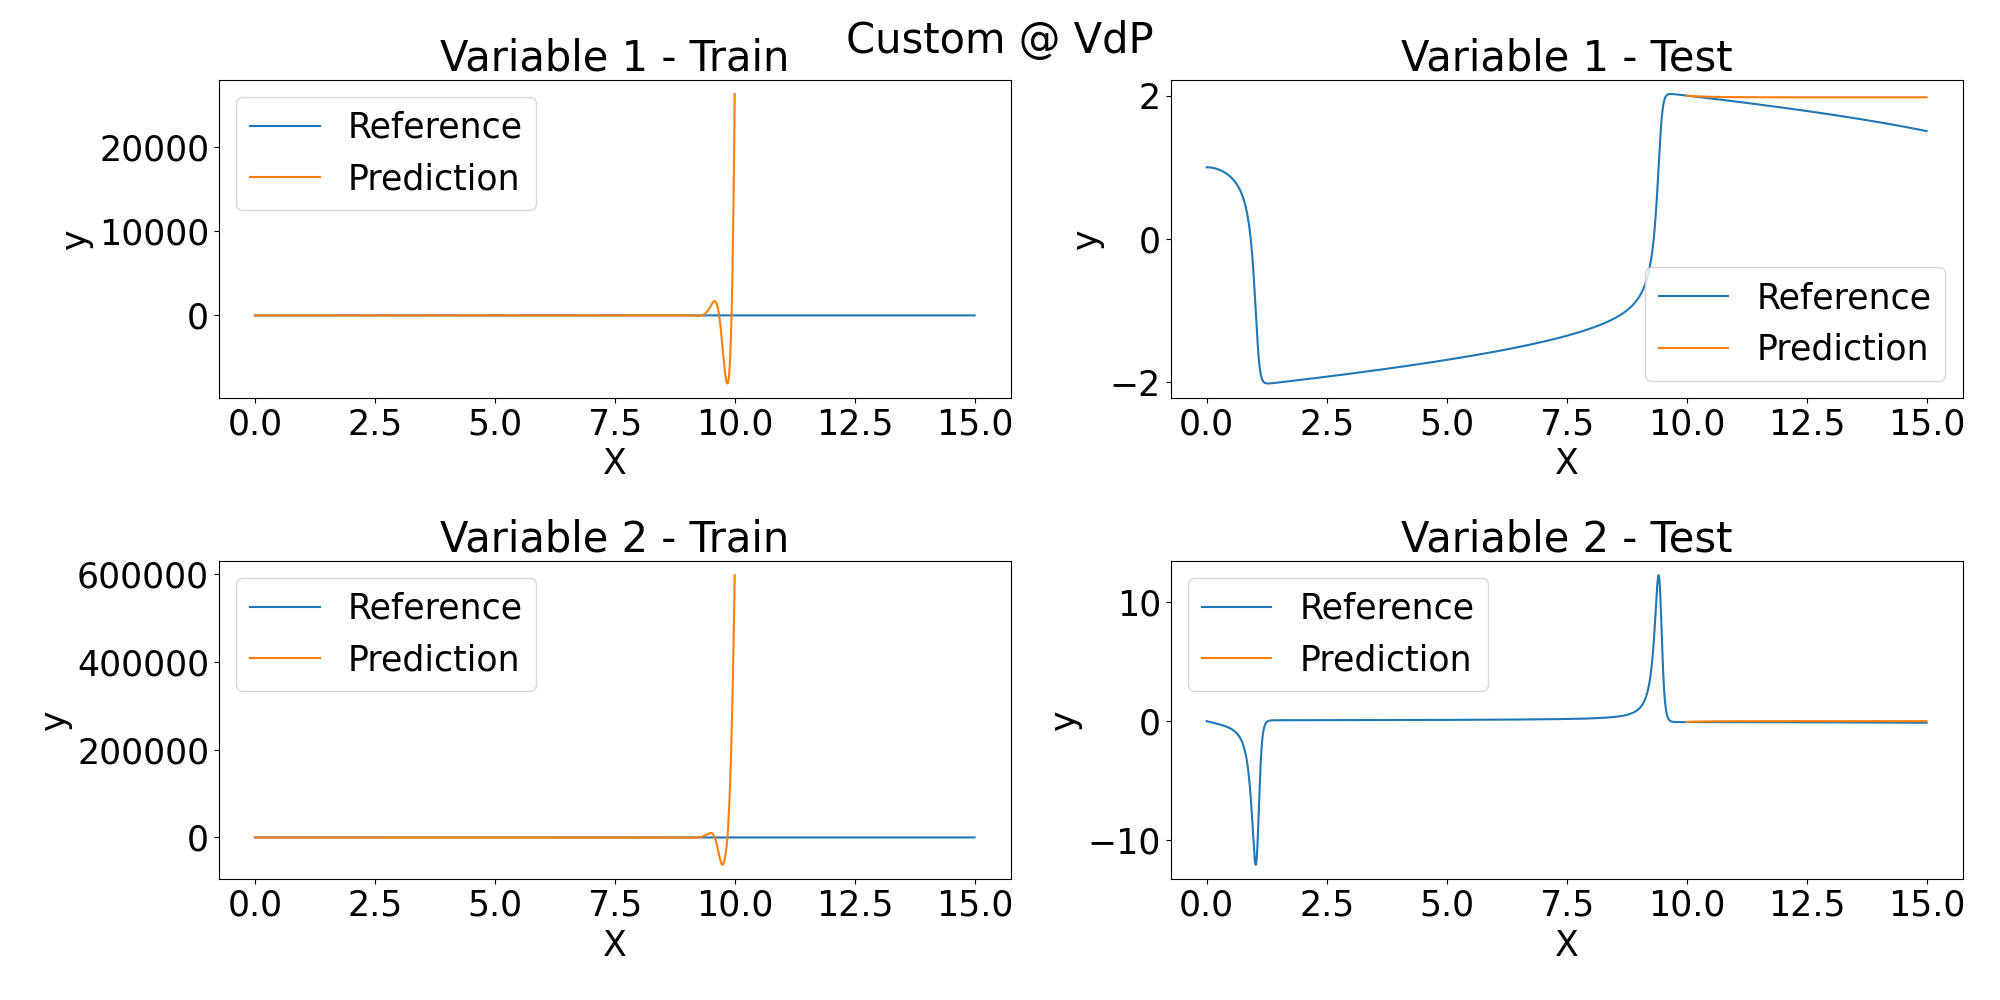 Custom @ VdP
Variable 1 - Train
Reference
Prediction
20000
10000
0
y
0.0 2.5 5.0 7.5 10.0 12.5 15.0
X
Variable 1 - Test
2
0
−2
y
Reference
Prediction
0.0 2.5 5.0 7.5 10.0 12.5 15.0
X
Variable 2 - Train
600000
400000
200000
0
y
Reference
Prediction
0.0 2.5 5.0 7.5 10.0 12.5 15.0
X
Variable 2 - Test
10
0
−10
y
Reference
Prediction
0.0 2.5 5.0 7.5 10.0 12.5 15.0
X